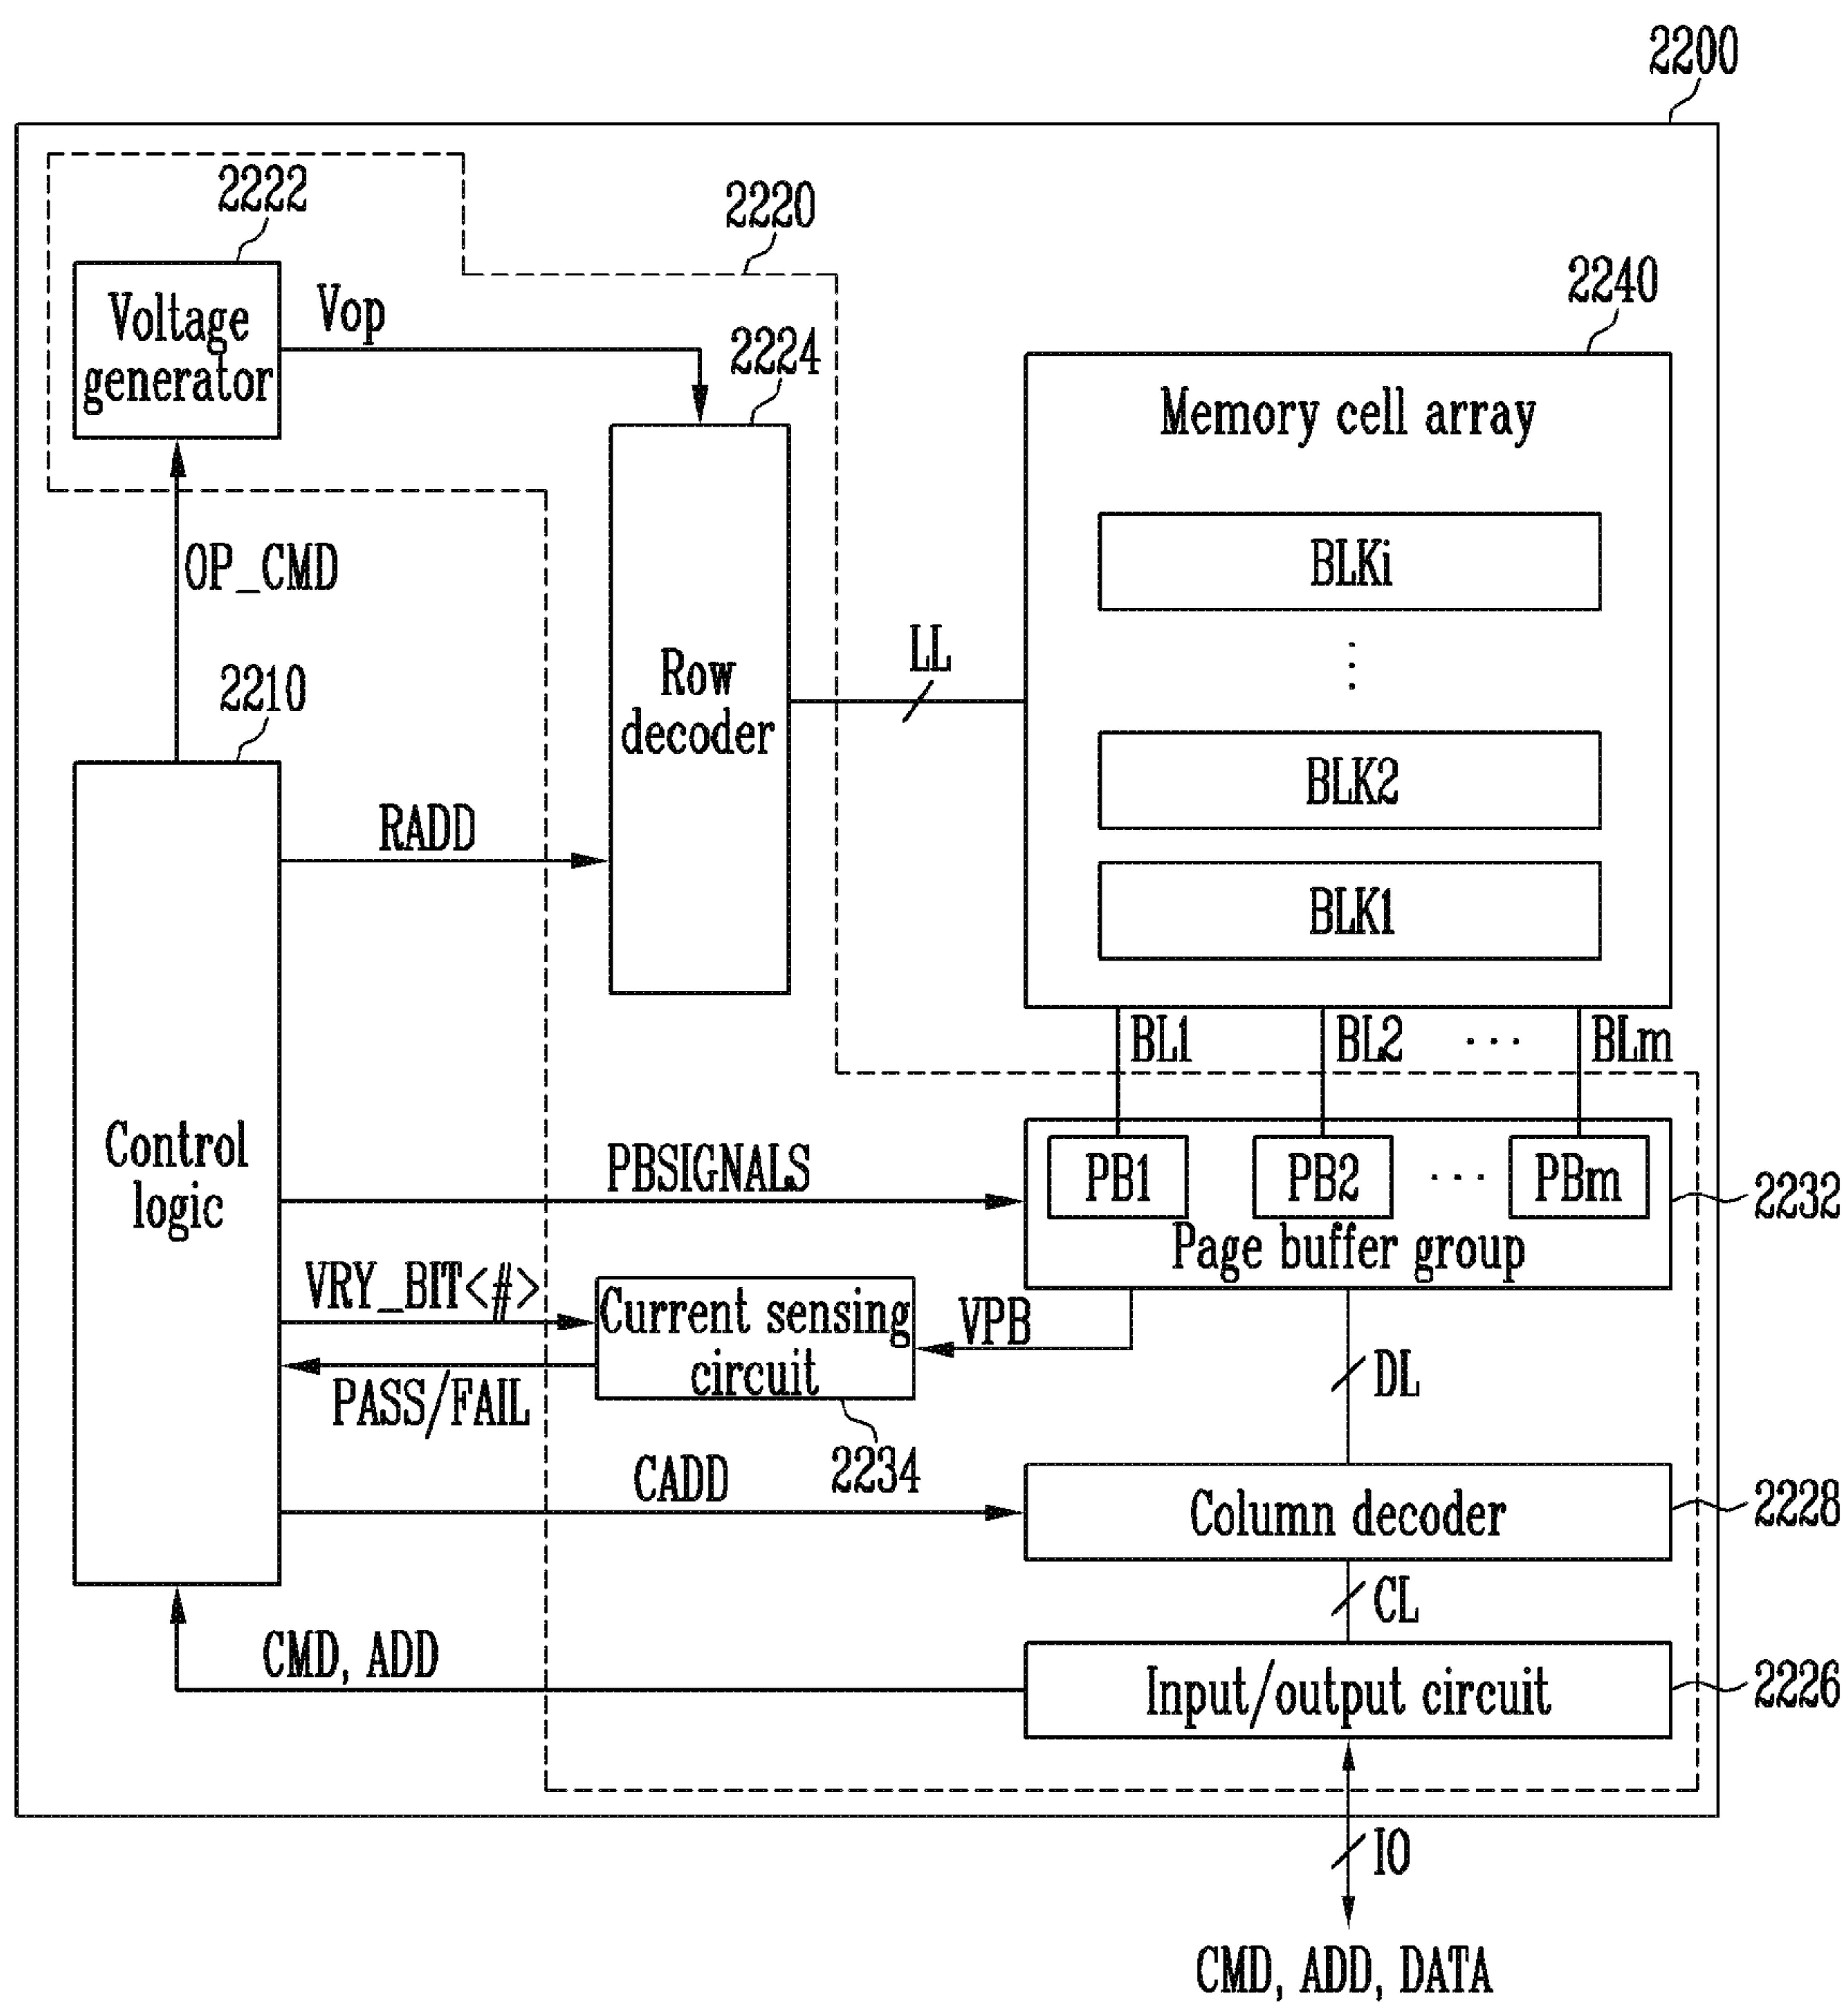 2200
2222
2220
Voltage
generator
Vop
2224
2240
Memory cell array
BLKi
OP_CMD
LL
Row
decoder
2210
BLK2
RADD
BLK1
BL1
BL2
...
BLm
Control
logic
PBSIGNALS
PB1
PB2
...
PBm
2232
Page buffer group
VRY_BIT<#>
Current sensing
circuit
VPB
PASS/FAIL
DL
2234
CADD
Column decoder
2228
CL
CMD, ADD
Input/output circuit
2226
IO
CMD, ADD, DATA